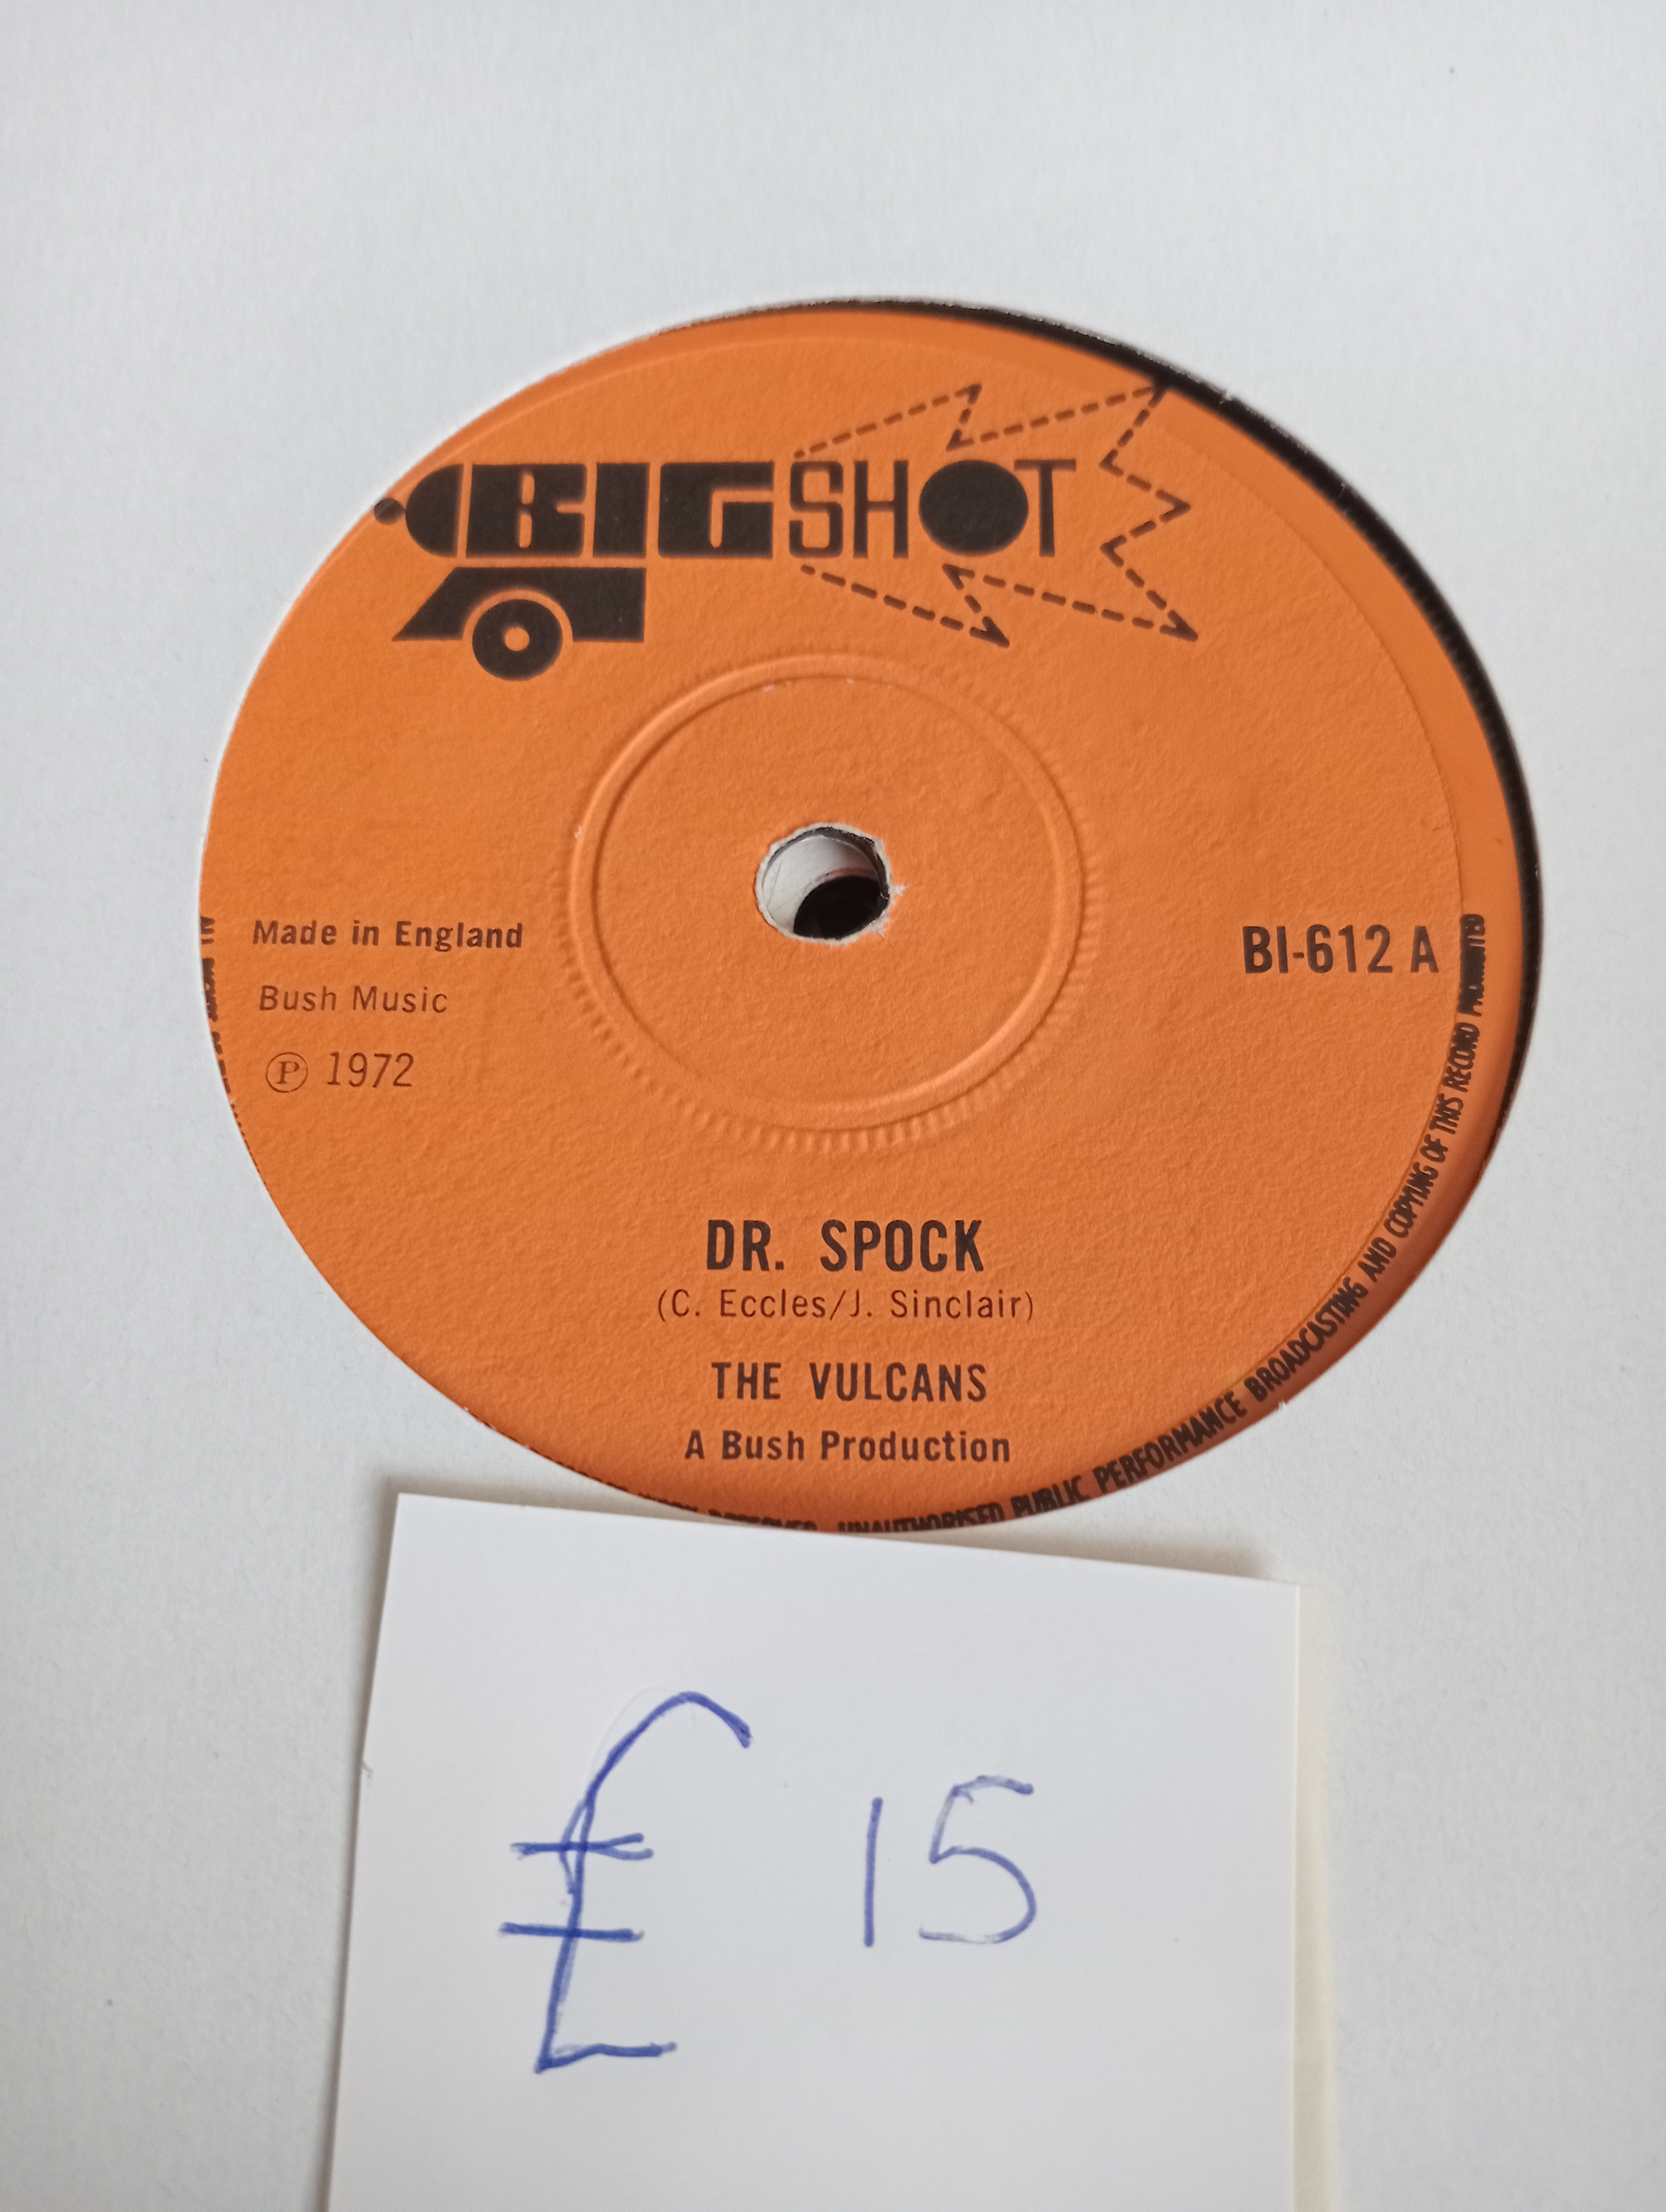 BIG SHOT
Made in England
Bush Music
Ⓟ 1972
BI-612 A
DR. SPOCK
(C. Eccles/J. Sinclair)
THE VULCANS
A Bush Production
UNAUTHORISED PUBLIC PERFORMANCE BROADCASTING AND COPYING OF THIS RECORD PROHIBITED
£ 15